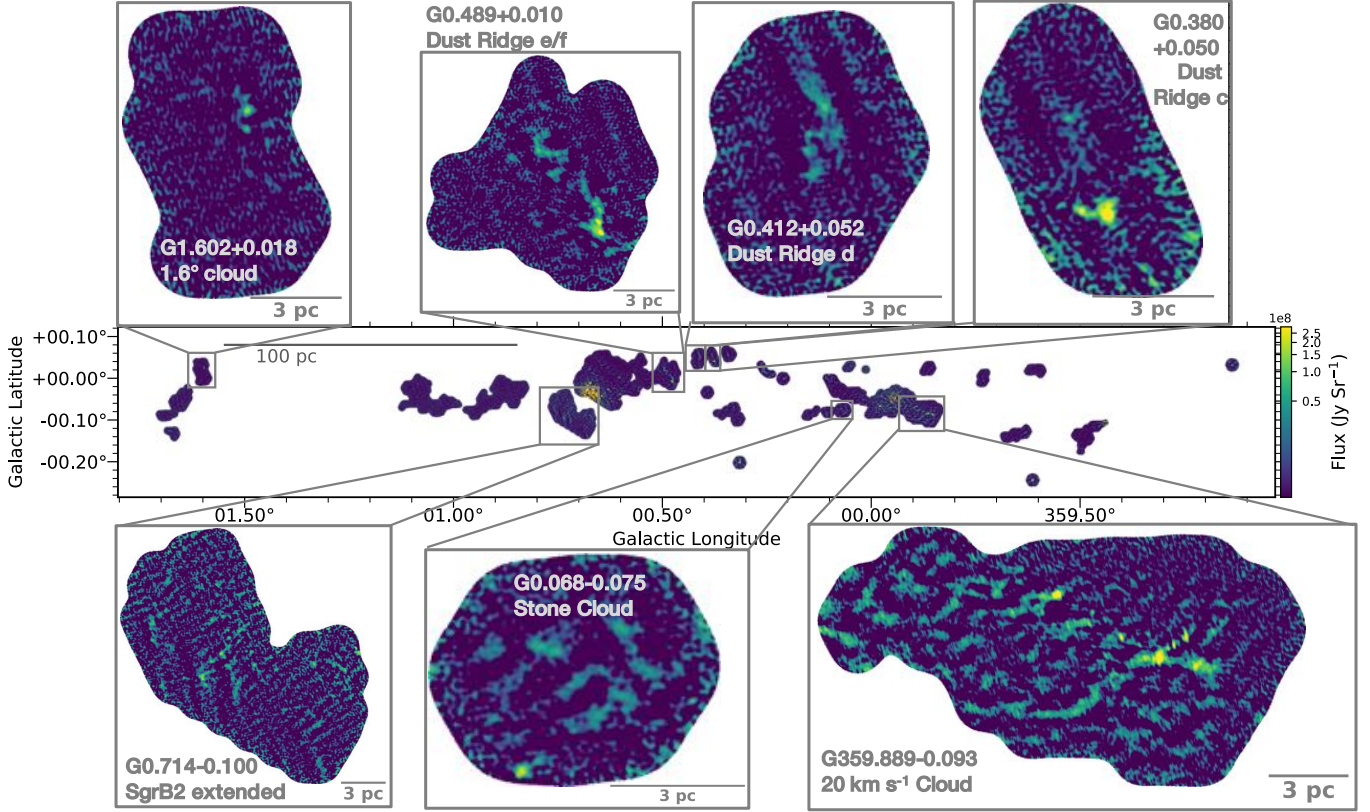 G0.489+0.010
Dust Ridge e/f
G0.380
+0.050
Dust
Ridge c
G1.602+0.018
1.6° cloud
3 pc
3 pc
G0.412+0.052
Dust Ridge d
3 pc
3 pc
Galactic Latitude
+00.10°
+00.00°
-00.10°
-00.20°
100 pc
1e8
2.5
2.0
1.5
1.0
0.5
Flux (Jy Sr⁻¹)
01.50°
01.00°
00.50°
00.00°
359.50°
Galactic Longitude
G0.714-0.100
SgrB2 extended
3 pc
G0.068-0.075
Stone Cloud
3 pc
G359.889-0.093
20 km s⁻¹ Cloud
3 pc